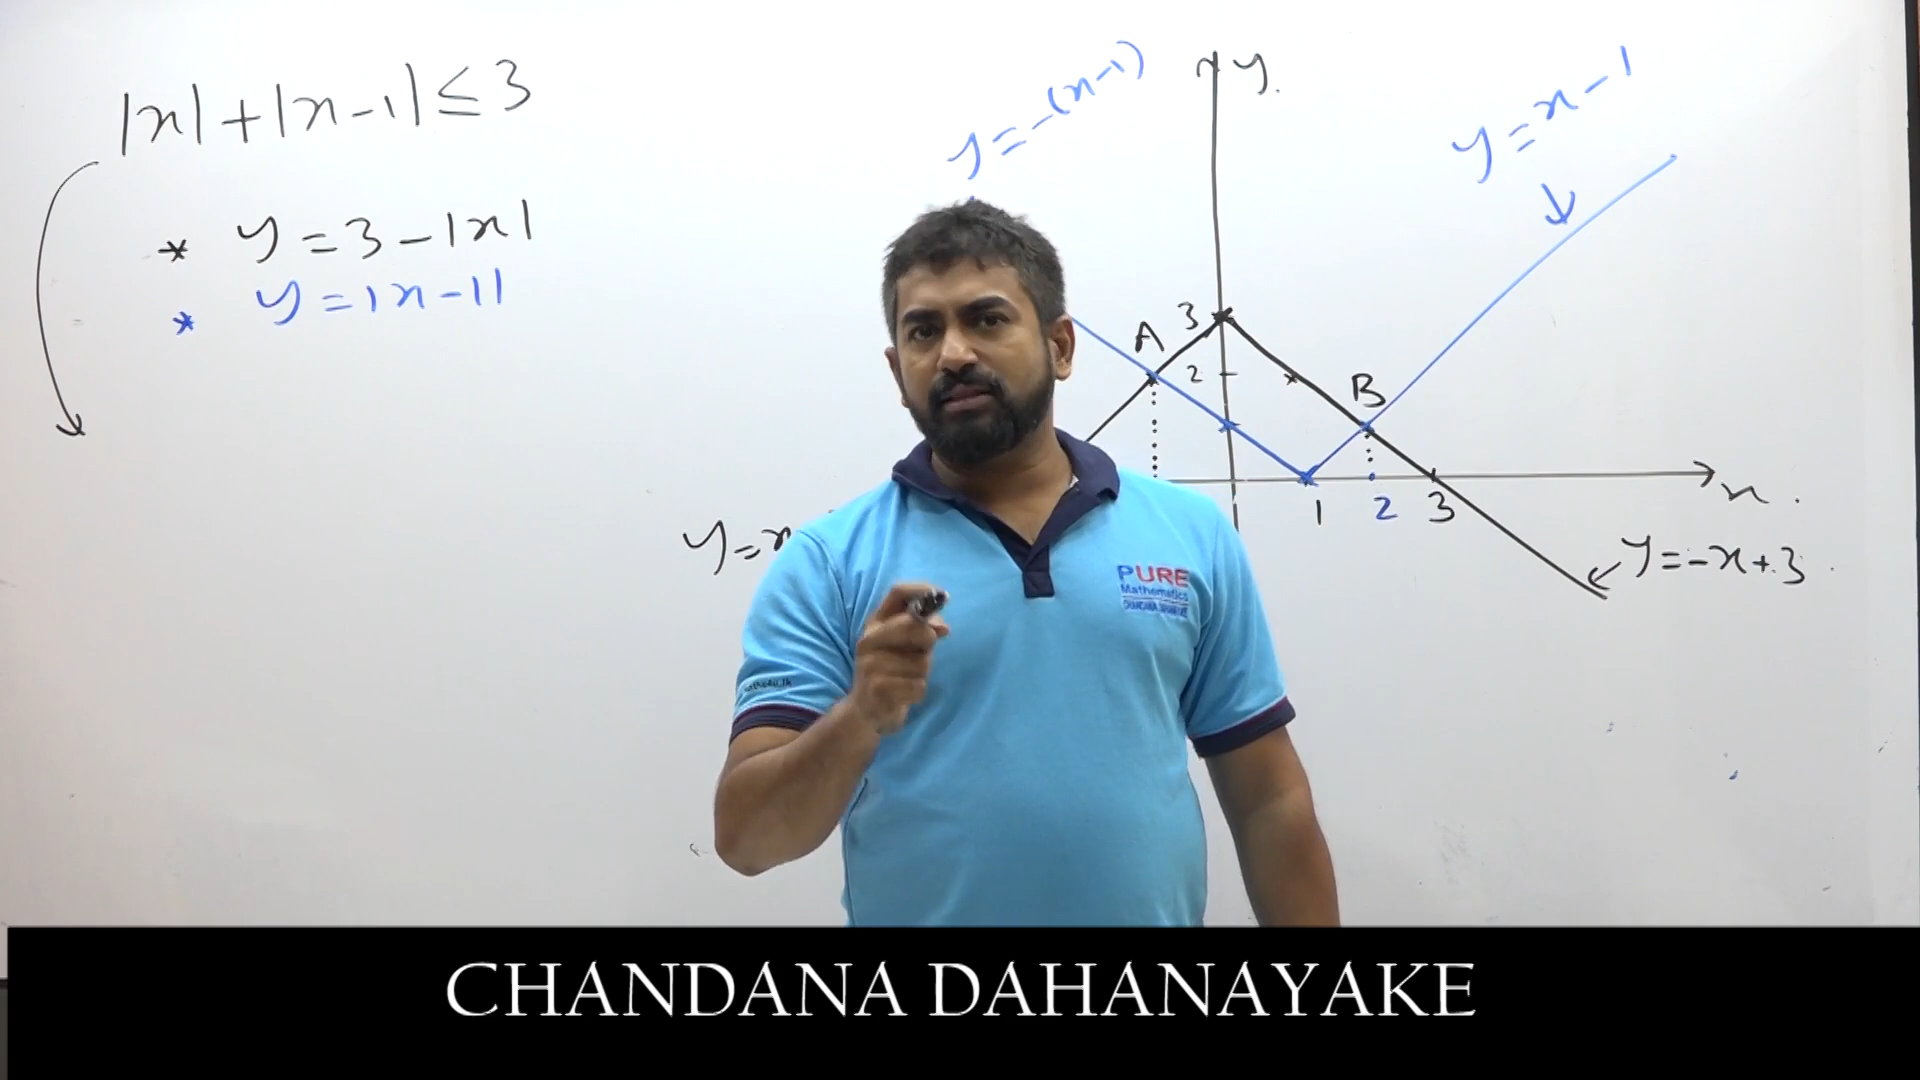 |x|+|x-1|≤3
* y=3-|x|
* y=|x-1|
y=-(x-1)
y
y=x-1
3
A
2
B
1
2
3
x
y=x
y=-x+3
PURE
Mathematics
CHANDANA DAHANAYAKE